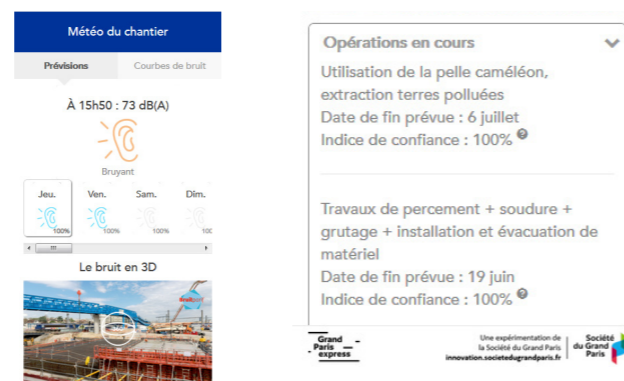 Météo du chantier
Prévisions
Courbes de bruit
À 15h50 : 73 dB(A)
Bruyant
Jeu.
Ven.
Sam.
Dim.
100%
100%
100%
100
Le bruit en 3D
Opérations en cours
Utilisation de la pelle caméléon,
extraction terres polluées
Date de fin prévue : 6 juillet
Indice de confiance : 100% ?
Travaux de percement + soudure +
grutage + installation et évacuation de
matériel
Date de fin prévue : 19 juin
Indice de confiance : 100% ?
Grand
Paris
express
Une expérimentation de
la Société du Grand Paris
innovation.societedugrandparis.fr
Société
du Grand
Paris